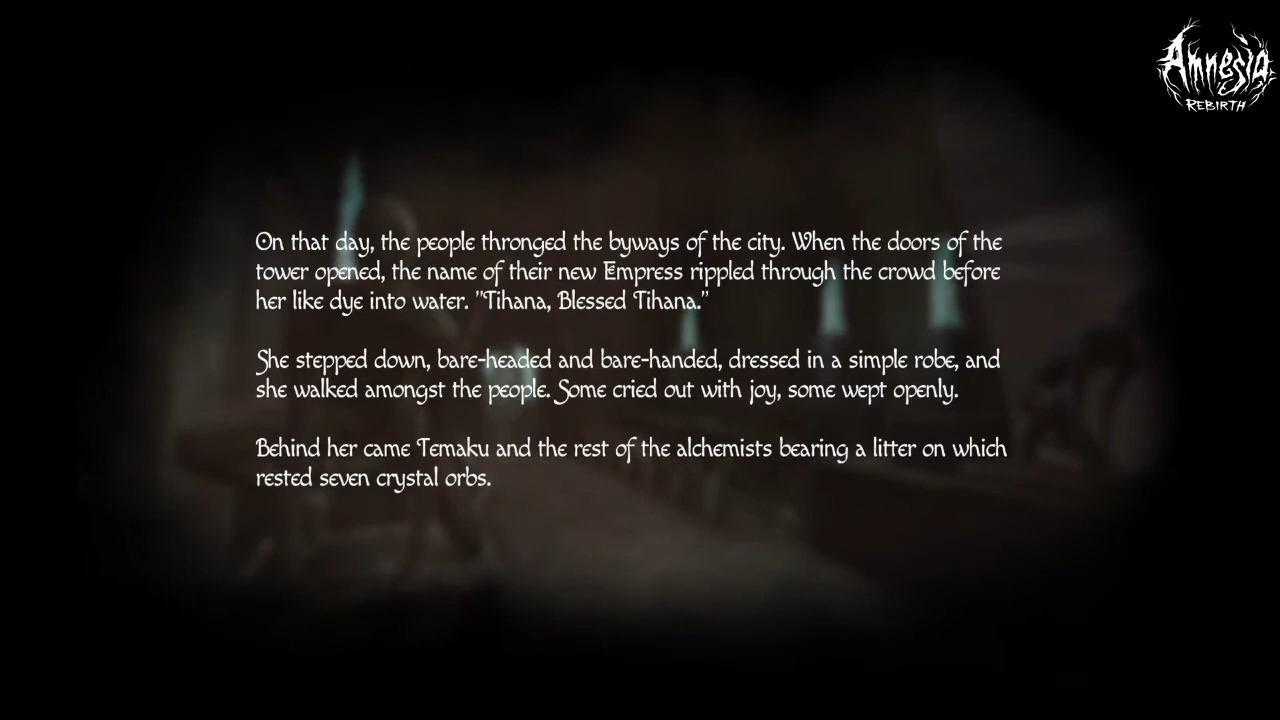 Amnesia
REBIRTH
On that day, the people thronged the byways of the city. When the doors of the
tower opened, the name of their new Empress rippled through the crowd before
her like dye into water. "Tihana, Blessed Tihana."
She stepped down, bare-headed and bare-handed, dressed in a simple robe, and
she walked amongst the people. Some cried out with joy, some wept openly.
Behind her came Temaku and the rest of the alchemists bearing a litter on which
rested seven crystal orbs.